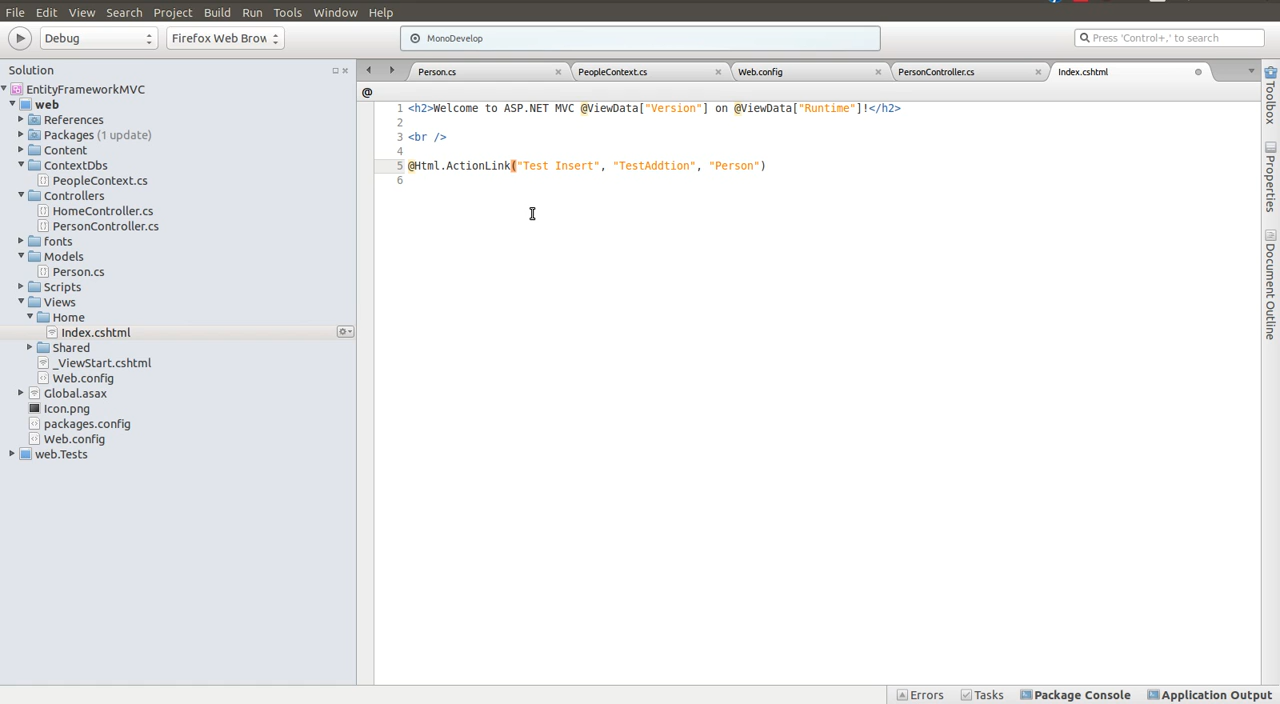 File Edit View Search Project Build Run Tools Window Help
Debug Firefox Web Brow MonoDevelop Press 'Control+,' to search
Solution
EntityFrameworkMVC
web
References
Packages (1 update)
Content
ContextDbs
PeopleContext.cs
Controllers
HomeController.cs
PersonController.cs
fonts
Models
Person.cs
Scripts
Views
Home
Index.cshtml
Shared
_ViewStart.cshtml
Web.config
Global.asax
Icon.png
packages.config
Web.config
web.Tests
Person.cs PeopleContext.cs Web.config PersonController.cs Index.cshtml
@
1 <h2>Welcome to ASP.NET MVC @ViewData["Version"] on @ViewData["Runtime"]!</h2>
2
3 <br />
4
5 @Html.ActionLink("Test Insert", "TestAddtion", "Person")
6
Toolbox
Properties
Document Outline
Errors Tasks Package Console Application Output